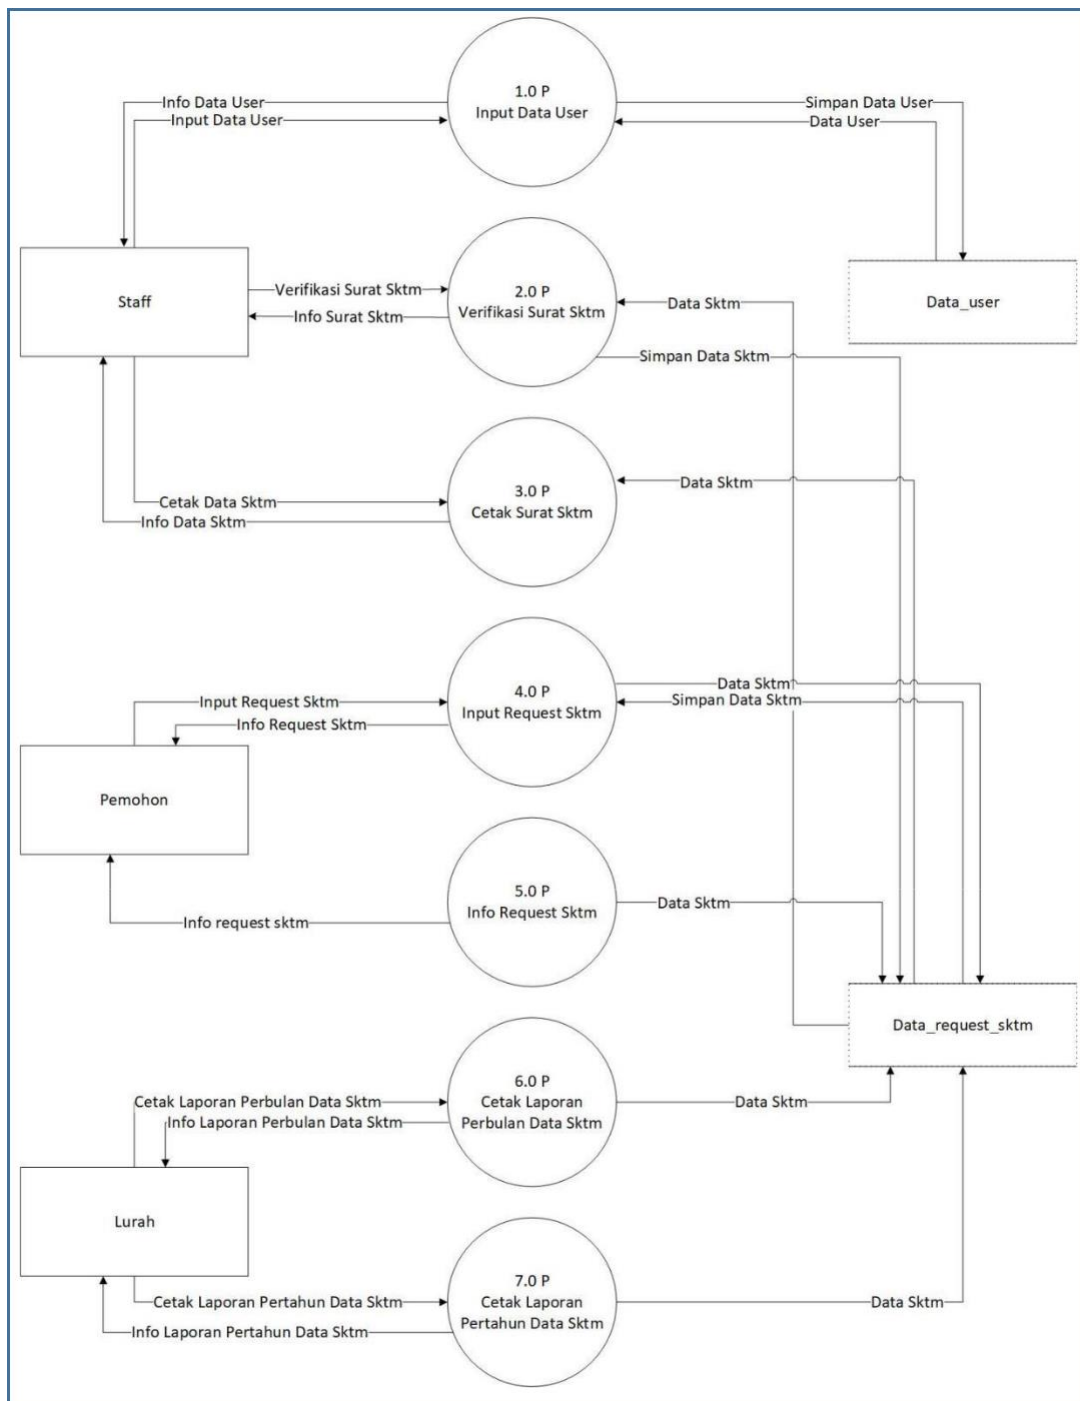 1.0 P
Input Data User
Info Data User
Input Data User
Simpan Data User
Data User
Staff
Verifikasi Surat Sktm
Info Surat Sktm
2.0 P
Verifikasi Surat Sktm
Data Sktm
Simpan Data Sktm
Data_user
Cetak Data Sktm
Info Data Sktm
3.0 P
Cetak Surat Sktm
Data Sktm
Input Request Sktm
Info Request Sktm
4.0 P
Input Request Sktm
Data Sktm
Simpan Data Sktm
Pemohon
5.0 P
Info Request Sktm
Info request sktm
Data Sktm
Data_request_sktm
Cetak Laporan Perbulan Data Sktm
Info Laporan Perbulan Data Sktm
6.0 P
Cetak Laporan
Perbulan Data Sktm
Data Sktm
Lurah
Cetak Laporan Pertahun Data Sktm
Info Laporan Pertahun Data Sktm
7.0 P
Cetak Laporan
Pertahun Data Sktm
Data Sktm